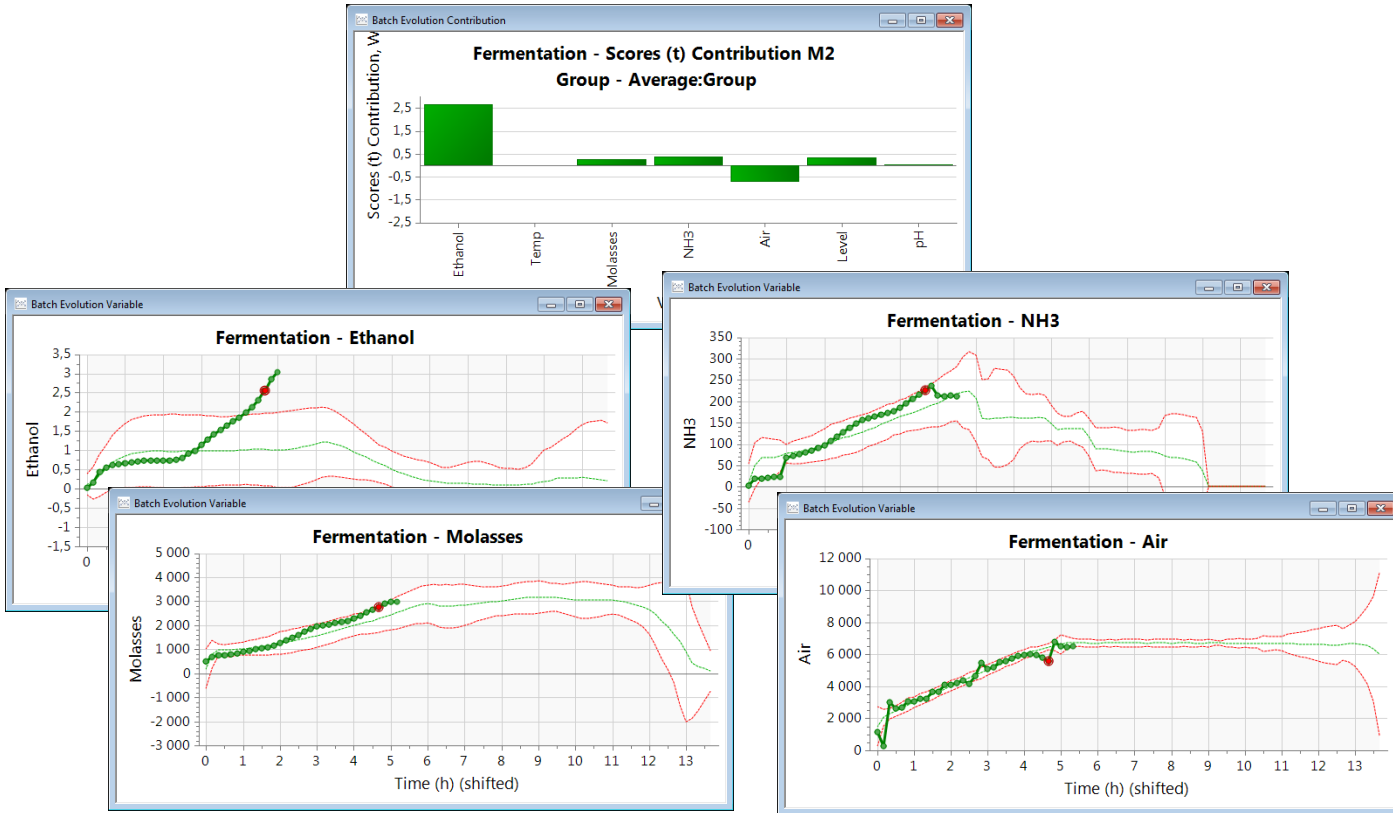 Batch Evolution Contribution
Fermentation - Scores (t) Contribution M2
Group - Average:Group
Scores (t) Contribution, W
2,5
1,5
0,5
-0,5
-1,5
-2,5
Ethanol
Temp
Molasses
NH3
Air
Level
pH
Batch Evolution Variable
Fermentation - Ethanol
Ethanol
3,5
3
2,5
2
1,5
1
0,5
0
-0,5
-1
-1,5
0
Batch Evolution Variable
Fermentation - NH3
NH3
350
300
250
200
150
100
50
0
-50
-100
0
Batch Evolution Variable
Fermentation - Molasses
Molasses
5 000
4 000
3 000
2 000
1 000
0
-1 000
-2 000
-3 000
0 1 2 3 4 5 6 7 8 9 10 11 12 13
Time (h) (shifted)
Batch Evolution Variable
Fermentation - Air
Air
12 000
10 000
8 000
6 000
4 000
2 000
0
0 1 2 3 4 5 6 7 8 9 10 11 12 13
Time (h) (shifted)